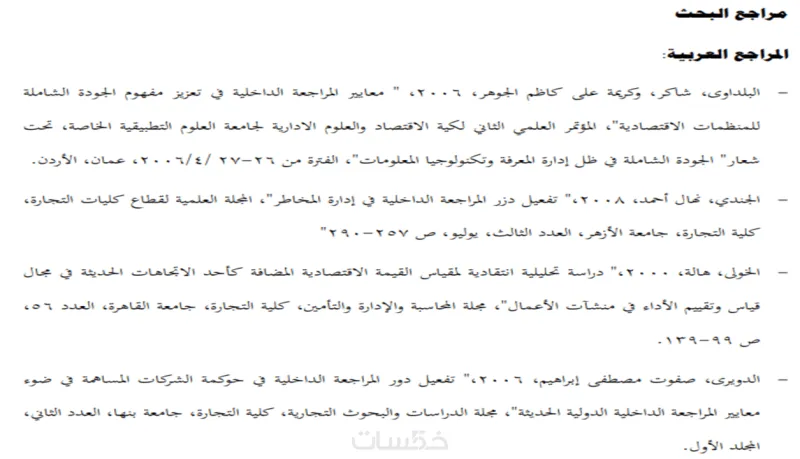 مراجع البحث
المراجع العربية:
– البلداوى، شاكر، وكريمة على كاظم الجوهر، ٢٠٠٦، " معايير المراجعة الداخلية في تعزيز مفهوم الجودة الشاملة
للمنظمات الاقتصادية"، المؤتمر العلمي الثاني لكية الاقتصاد والعلوم الادارية لجامعة العلوم التطبيقية الخاصة، تحت
شعار" الجودة الشاملة في ظل إدارة المعرفة وتكنولوجيا المعلومات"، الفترة من ٢٦–٢٧ /٢٠٠٦/٤، عمان، الأردن.
– الجندي، نحال أحمد، ٢٠٠٨،" تفعيل دزر المراجعة الداخلية في إدارة المخاطر"، المجلة العلمية لقطاع كليات التجارة،
كلية التجارة، جامعة الأزهر، العدد الثالث، يوليو، ص ٢٥٧–٢٩٠"
– الخولى، هالة، ٢٠٠٠،" دراسة تحليلية انتقادية لمقياس القيمة الاقتصادية المضافة كأحد الاتجاهات الحديثة في مجال
قياس وتقييم الأداء في منشآت الأعمال"، مجلة المحاسبة والإدارة والتأمين، كلية التجارة، جامعة القاهرة، العدد ٥٦،
ص ٩٩–١٣٩.
– الدويرى، صفوت مصطفى إبراهيم، ٢٠٠٦،" تفعيل دور المراجعة الداخلية في حوكمة الشركات المساهمة في ضوء
معايير المراجعة الداخلية الدولية الحديثة"، مجلة الدراسات والبحوث التجارية، كلية التجارة، جامعة بنها، العدد الثاني،
المجلد الأول.
خمسات